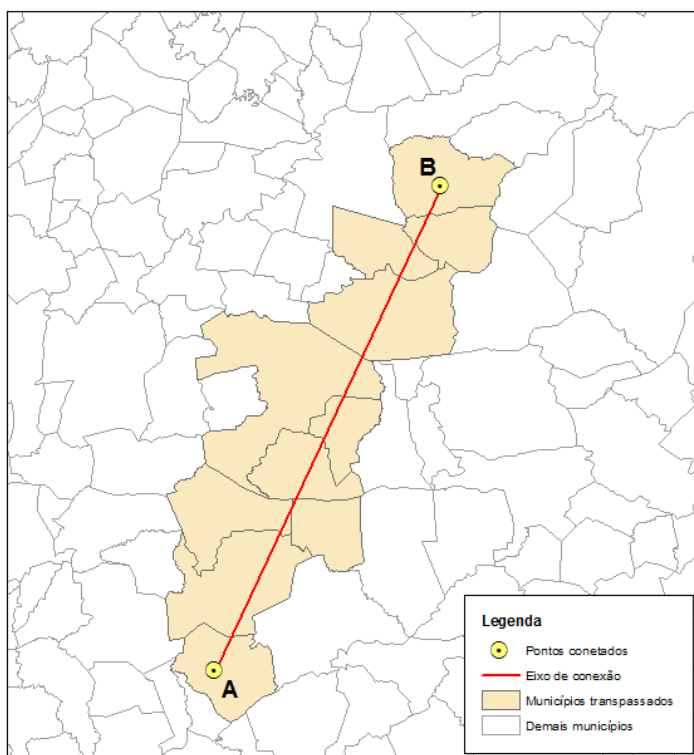 B
A
Legenda
Pontos conetados
Eixo de conexão
Municípios transpassados
Demais municípios